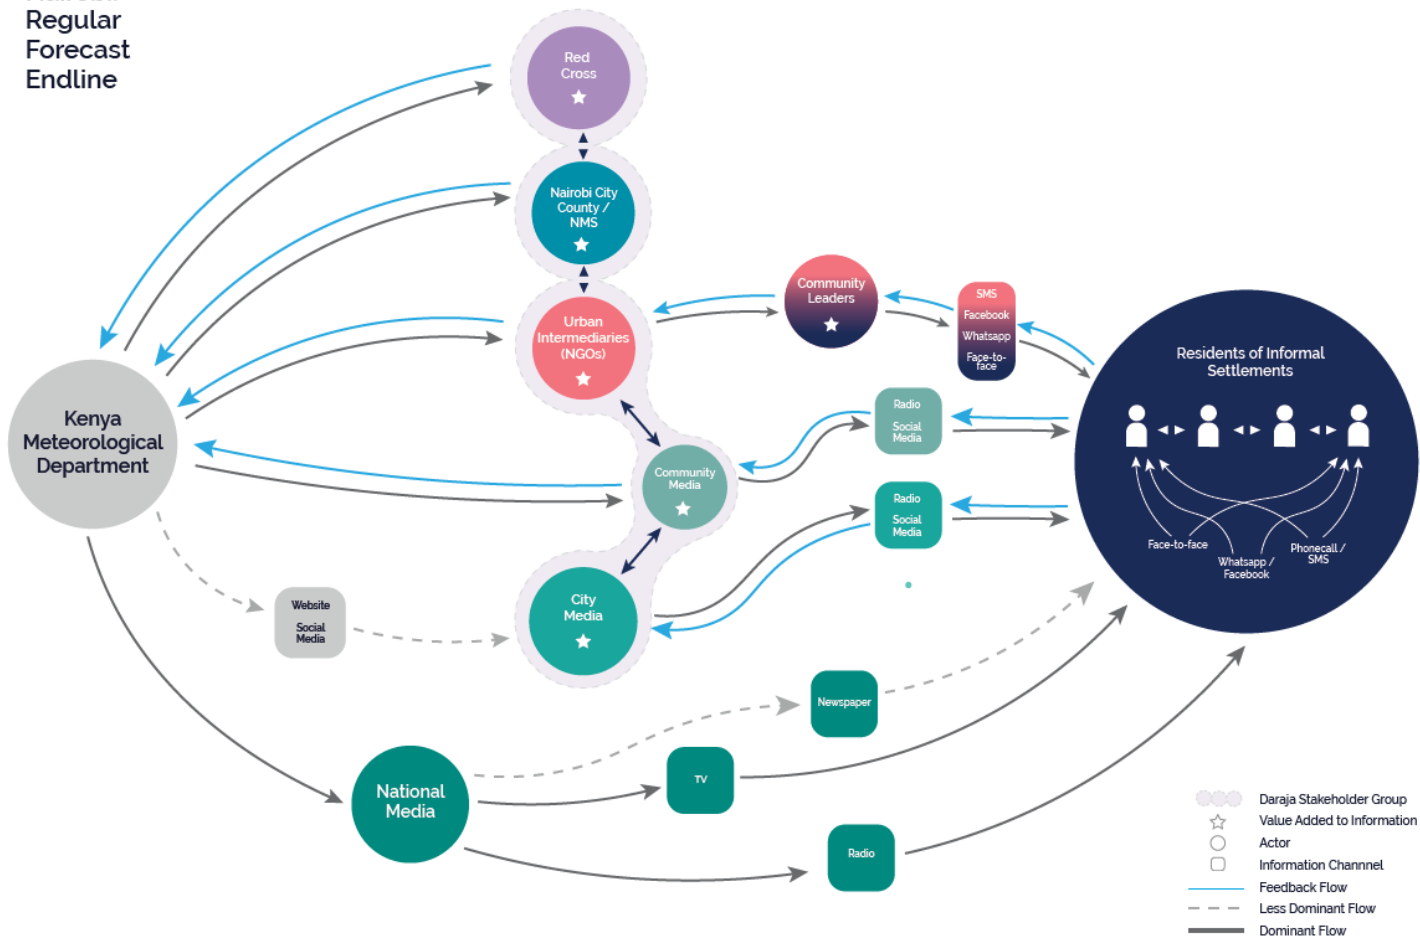 Regular
Forecast
Endline
Red
Cross
Nairobi City
County /
NMS
Urban
Intermediaries
(NGOs)
Community
Leaders
SMS
Facebook
Whatsapp
Face-to-
face
Residents of Informal
Settlements
Radio
Social
Media
Kenya
Meteorological
Department
Community
Media
Radio
Social
Media
Face-to-face
Whatsapp /
Facebook
Phonecall /
SMS
Website
Social
Media
City
Media
Newspaper
National
Media
TV
Radio
Daraja Stakeholder Group
Value Added to Information
Actor
Information Channnel
Feedback Flow
Less Dominant Flow
Dominant Flow